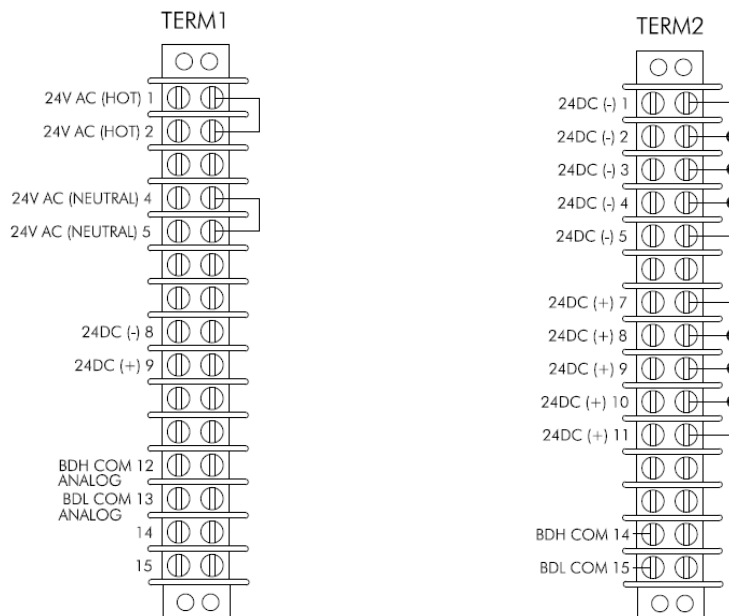 TERM1
24V AC (HOT) 1
24V AC (HOT) 2
24V AC (NEUTRAL) 4
24V AC (NEUTRAL) 5
24DC (-) 8
24DC (+) 9
BDH COM 12
ANALOG
BDL COM 13
ANALOG
14
15
TERM2
24DC (-) 1
24DC (-) 2
24DC (-) 3
24DC (-) 4
24DC (-) 5
24DC (+) 7
24DC (+) 8
24DC (+) 9
24DC (+) 10
24DC (+) 11
BDH COM 14
BDL COM 15